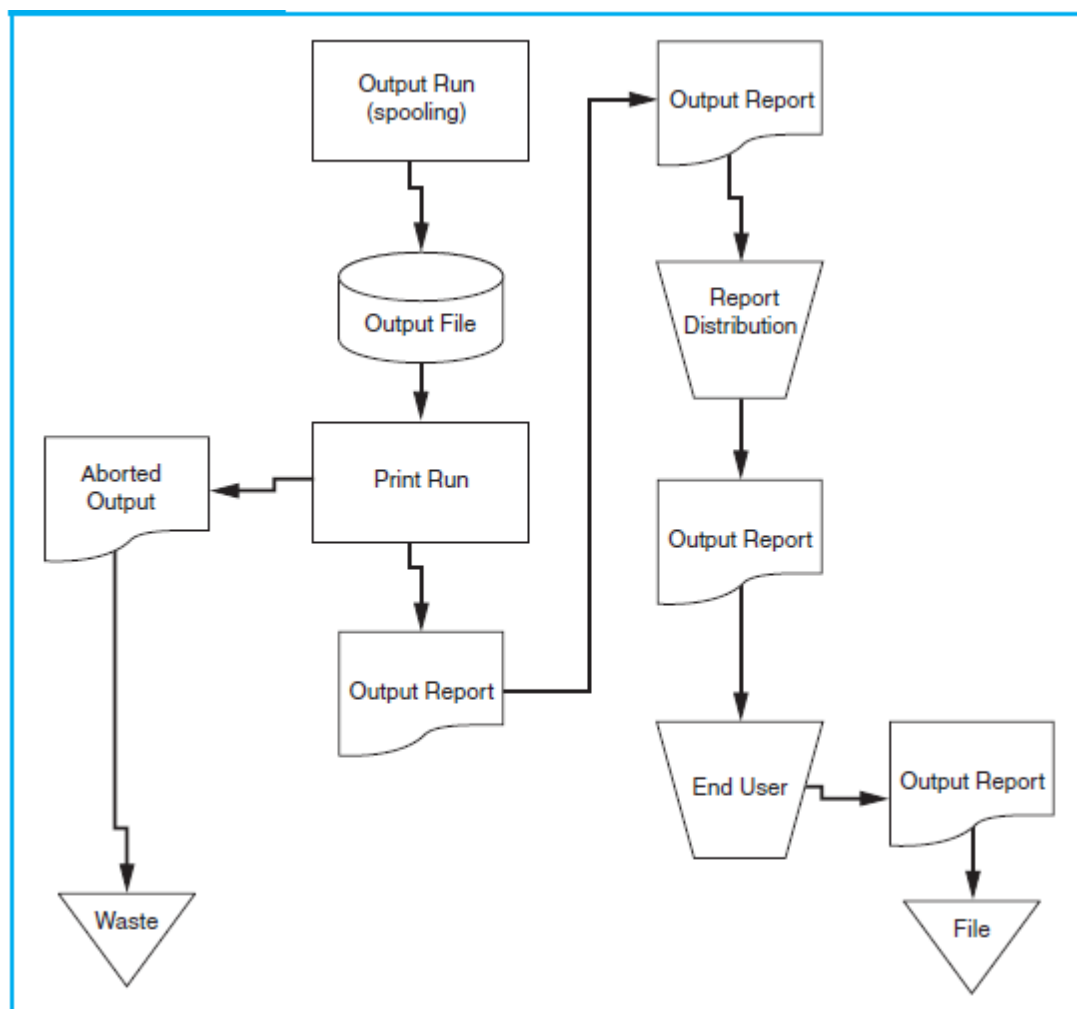 Output Run
(spooling)
Output File
Print Run
Aborted
Output
Output Report
Waste
Output Report
Report
Distribution
Output Report
End User
Output Report
File